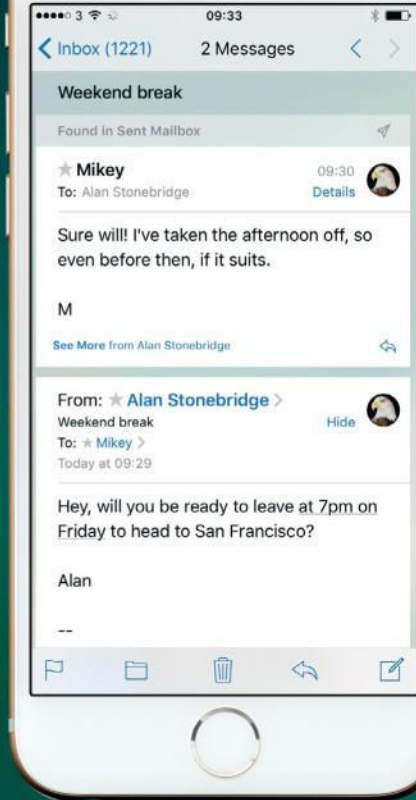 3 09:33
Inbox (1221) 2 Messages
Weekend break
Found in Sent Mailbox
Mikey 09:30
To: Alan Stonebridge Details
Sure will! I've taken the afternoon off, so
even before then, if it suits.
M
See More from Alan Stonebridge
From: Alan Stonebridge
Weekend break Hide
To: Mikey
Today at 09:29
Hey, will you be ready to leave at 7pm on
Friday to head to San Francisco?
Alan
--